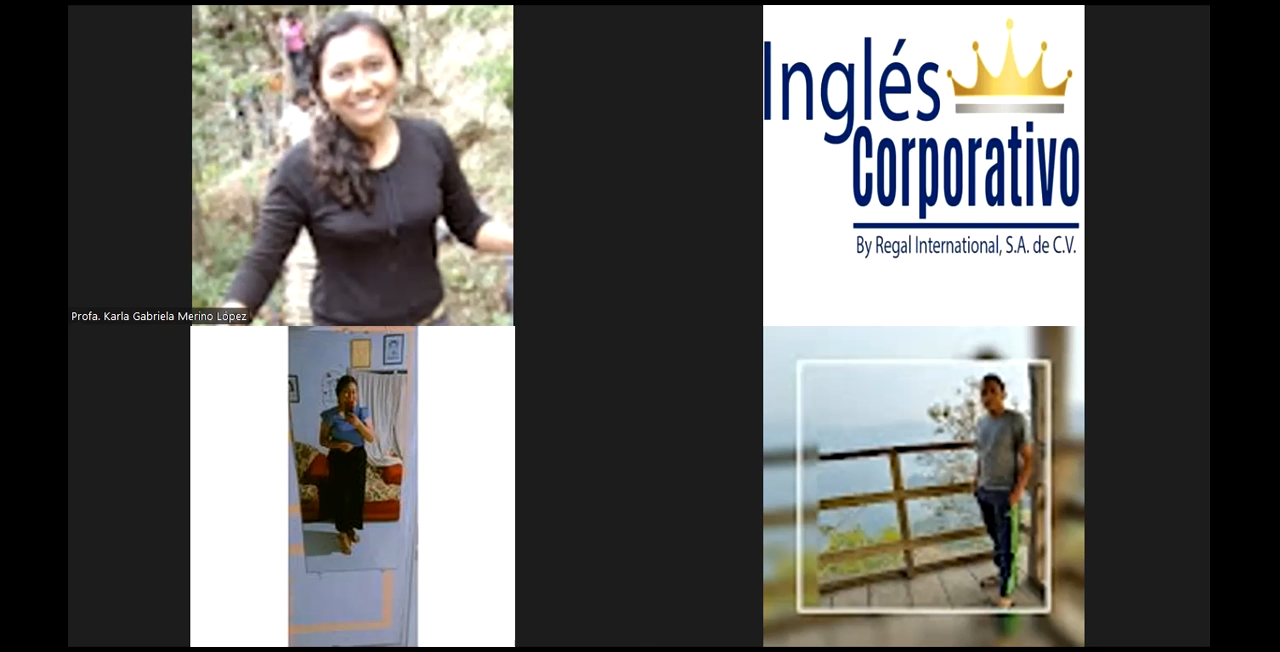 Inglés
Corporativo
By Regal International, S.A. de C.V.
Profa. Karla Gabriela Merino López